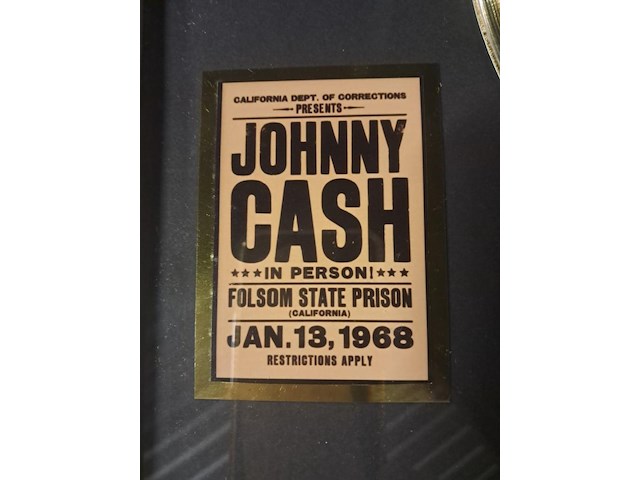 CALIFORNIA DEPT. OF CORRECTIONS
PRESENTS
JOHNNY
CASH
★★★IN PERSON!★★★
FOLSOM STATE PRISON
(CALIFORNIA)
JAN.13,1968
RESTRICTIONS APPLY